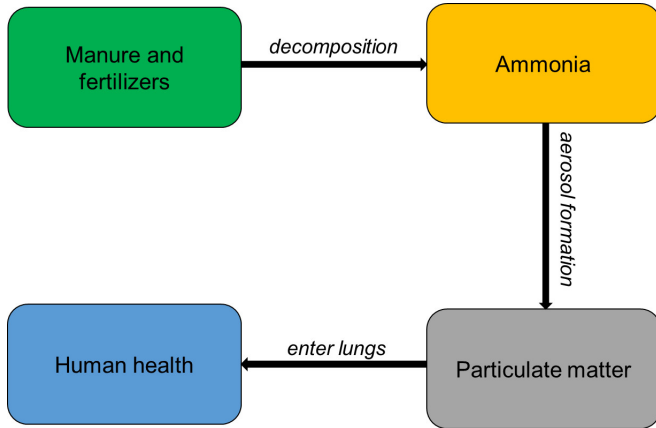 Manure and
fertilizers
decomposition
Ammonia
aerosol formation
Particulate matter
enter lungs
Human health